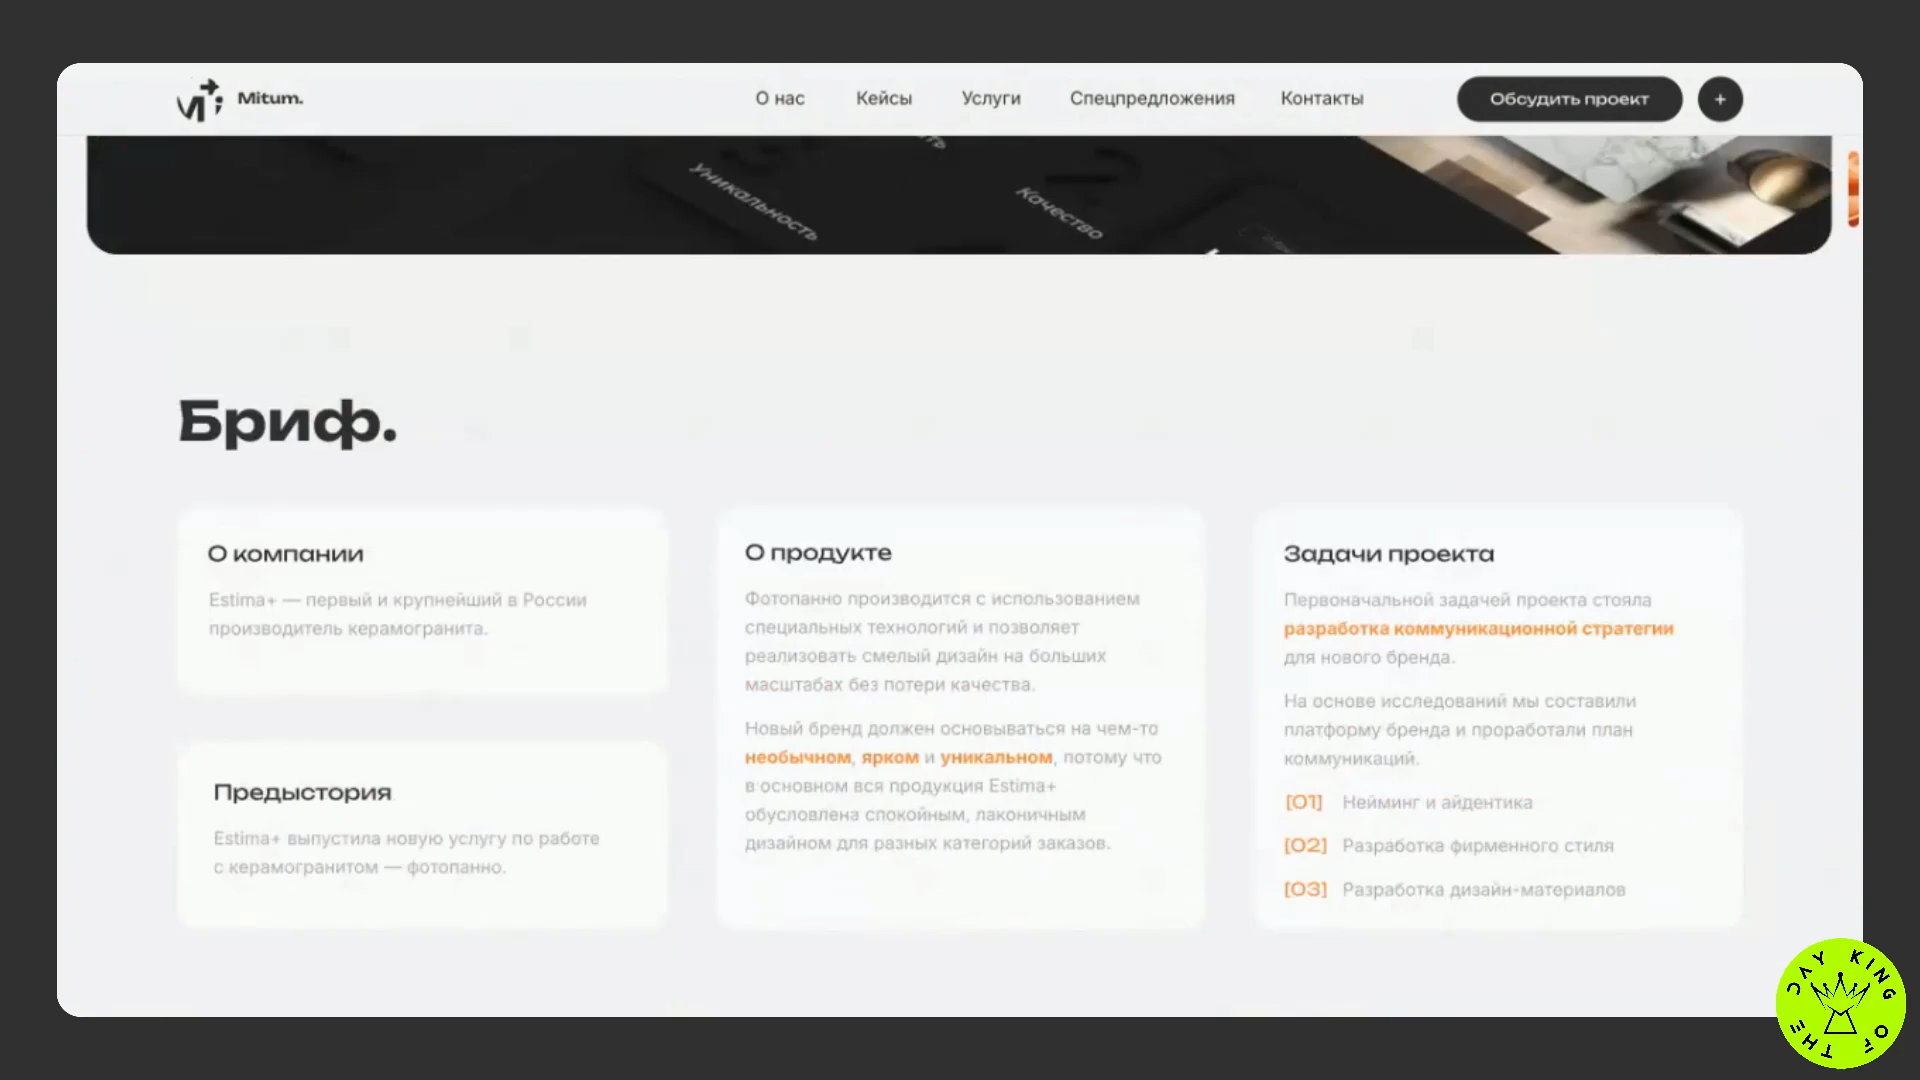 Mitum.
О нас
Кейсы
Услуги
Спецпредложения
Контакты
Обсудить проект
+
Уникальность
Качество
Бриф.
О компании
Estima+ — первый и крупнейший в России
производитель керамогранита.
Предыстория
Estima+ выпустила новую услугу по работе
с керамогранитом — фотопанно.
О продукте
Фотопанно производится с использованием
специальных технологий и позволяет
реализовать смелый дизайн на больших
масштабах без потери качества.
Новый бренд должен основываться на чем-то
необычном, ярком и уникальном, потому что
в основном вся продукция Estima+
обусловлена спокойным, лаконичным
дизайном для разных категорий заказов.
Задачи проекта
Первоначальной задачей проекта стояла
разработка коммуникационной стратегии
для нового бренда.
На основе исследований мы составили
платформу бренда и проработали план
коммуникаций.
[01] Нейминг и айдентика
[02] Разработка фирменного стиля
[03] Разработка дизайн-материалов
KING OF THE DAY